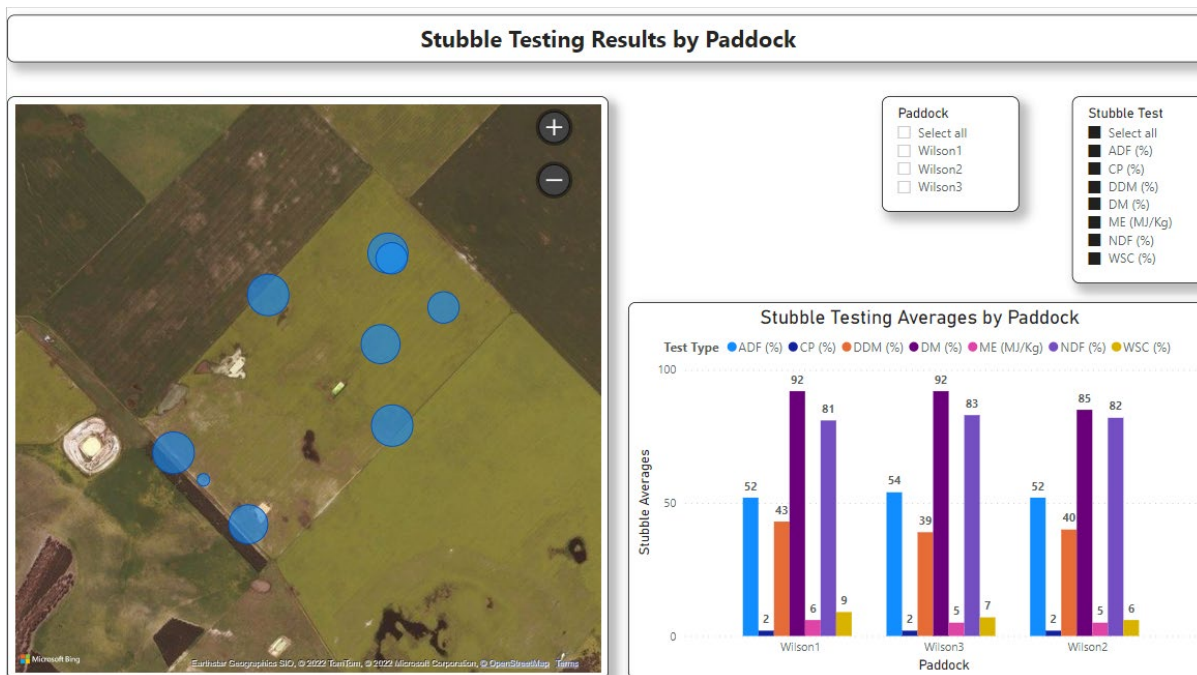 Stubble Testing Results by Paddock
+
−
Microsoft Bing
Earthstar Geographics SIO, © 2022 TomTom, © 2022 Microsoft Corporation, © OpenStreetMap Terms
Paddock
Select all
Wilson1
Wilson2
Wilson3
Stubble Test
Select all
ADF (%)
CP (%)
DDM (%)
DM (%)
ME (MJ/Kg)
NDF (%)
WSC (%)
Stubble Testing Averages by Paddock
Test Type ADF (%) CP (%) DDM (%) DM (%) ME (MJ/Kg) NDF (%) WSC (%)
Stubble Averages
100
50
0
52 2 43 92 6 81 9
54 2 39 92 5 83 7
52 2 40 85 5 82 6
Wilson1 Wilson3 Wilson2
Paddock